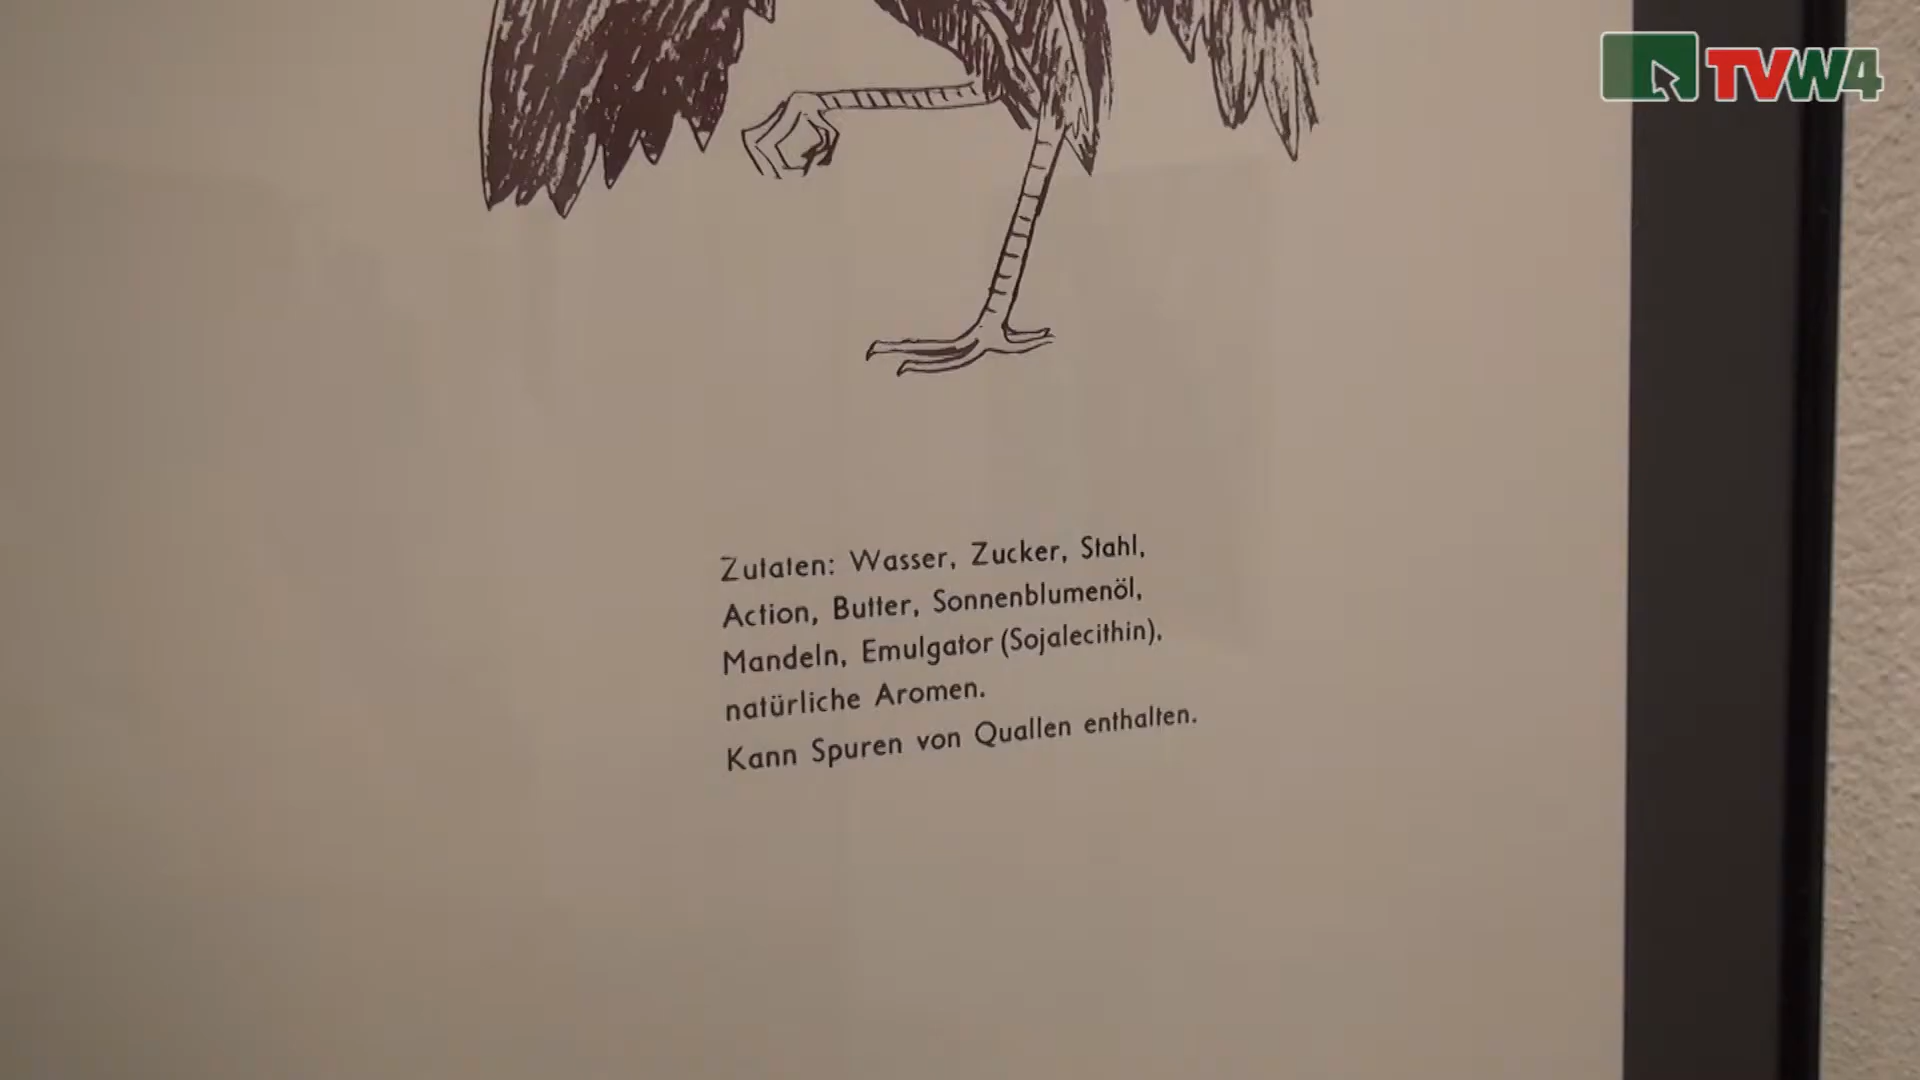 TVW4
Zutaten: Wasser, Zucker, Stahl,
Action, Butter, Sonnenblumenöl,
Mandeln, Emulgator (Sojalecithin),
natürliche Aromen.
Kann Spuren von Quallen enthalten.